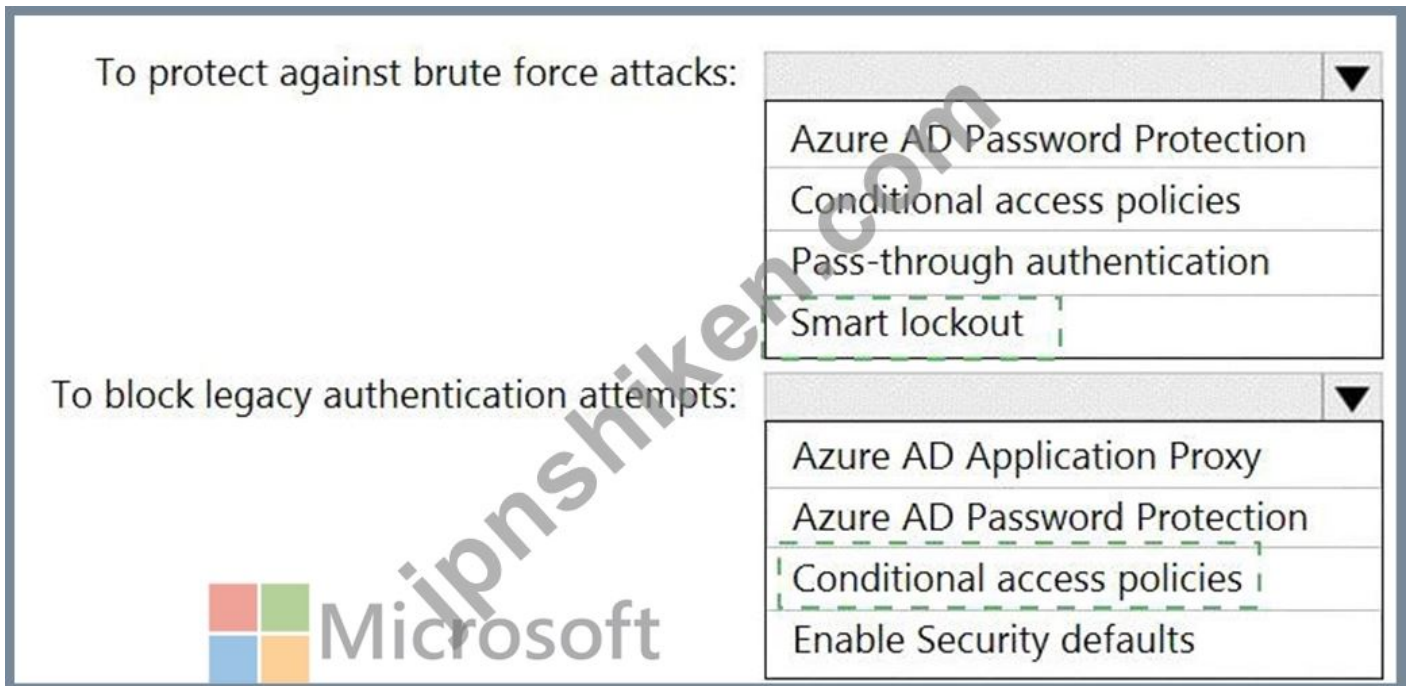 To protect against brute force attacks:
Azure AD Password Protection
Conditional access policies
Pass-through authentication
Smart lockout
To block legacy authentication attempts:
Azure AD Application Proxy
Azure AD Password Protection
Conditional access policies
Enable Security defaults
Microsoft
jpnshiken.com